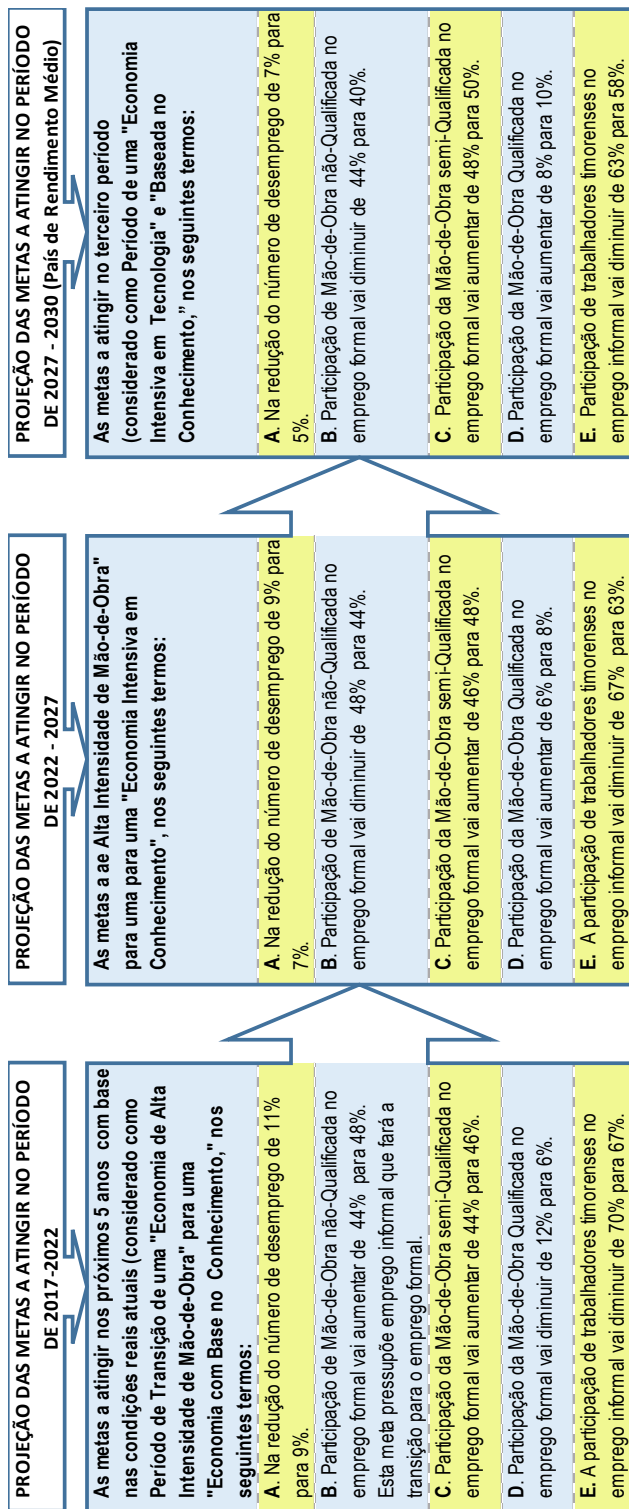 PROJEÇÃO DAS METAS A ATINGIR NO PERÍODO
DE 2017-2022
As metas a atingir nos próximos 5 anos com base
nas condições reais atuais (considerado como
Período de Transição de uma "Economia de Alta
Intensidade de Mão-de-Obra" para uma
"Economia com Base no Conhecimento," nos
seguintes termos:
A. Na redução do número de desemprego de 11%
para 9%.
B. Participação de Mão-de-Obra não-Qualificada no
emprego formal vai aumentar de 44% para 48%.
Esta meta pressupõe emprego informal que fará a
transição para o emprego formal.
C. Participação da Mão-de-Obra semi-Qualificada no
emprego formal vai aumentar de 44% para 46%.
D. Participação da Mão-de-Obra Qualificada no
emprego formal vai diminuir de 12% para 6%.
E. A participação de trabalhadores timorenses no
emprego informal vai diminuir de 70% para 67%.
PROJEÇÃO DAS METAS A ATINGIR NO PERÍODO
DE 2022 - 2027
As metas a ae Alta Intensidade de Mão-de-Obra"
para uma para uma "Economia Intensiva em
Conhecimento", nos seguintes termos:
A. Na redução do número de desemprego de 9% para
7%.
B. Participação de Mão-de-Obra não-Qualificada no
emprego formal vai diminuir de 48% para 44%.
C. Participação da Mão-de-Obra semi-Qualificada no
emprego formal vai aumentar de 46% para 48%.
D. Participação da Mão-de-Obra Qualificada no
emprego formal vai aumentar de 6% para 8%.
E. A participação de trabalhadores timorenses no
emprego informal vai diminuir de 67% para 63%.
PROJEÇÃO DAS METAS A ATINGIR NO PERÍODO
DE 2027 - 2030 (País de Rendimento Médio)
As metas a atingir no terceiro período
(considerado como Período de uma "Economia
Intensiva em Tecnologia" e "Baseada no
Conhecimento," nos seguintes termos:
A. Na redução do número de desemprego de 7% para
5%.
B. Participação de Mão-de-Obra não-Qualificada no
emprego formal vai diminuir de 44% para 40%.
C. Participação da Mão-de-Obra semi-Qualificada no
emprego formal vai aumentar de 48% para 50%.
D. Participação da Mão-de-Obra Qualificada no
emprego formal vai aumentar de 8% para 10%.
E. Participação de trabalhadores timorenses no
emprego informal vai diminuir de 63% para 58%.